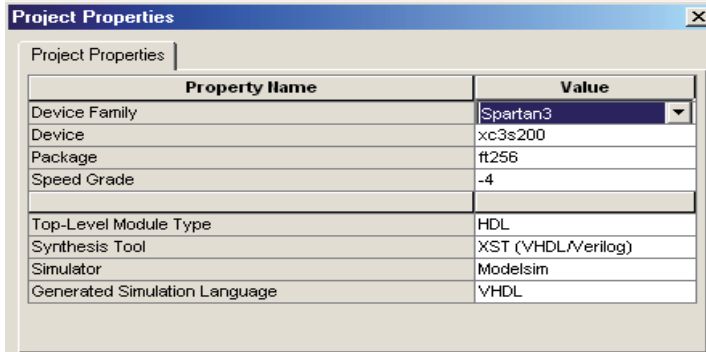 Project Properties
Project Properties
Property Name Value
Device Family Spartan3
Device xc3s200
Package ft256
Speed Grade -4
Top-Level Module Type HDL
Synthesis Tool XST (VHDL/Verilog)
Simulator Modelsim
Generated Simulation Language VHDL